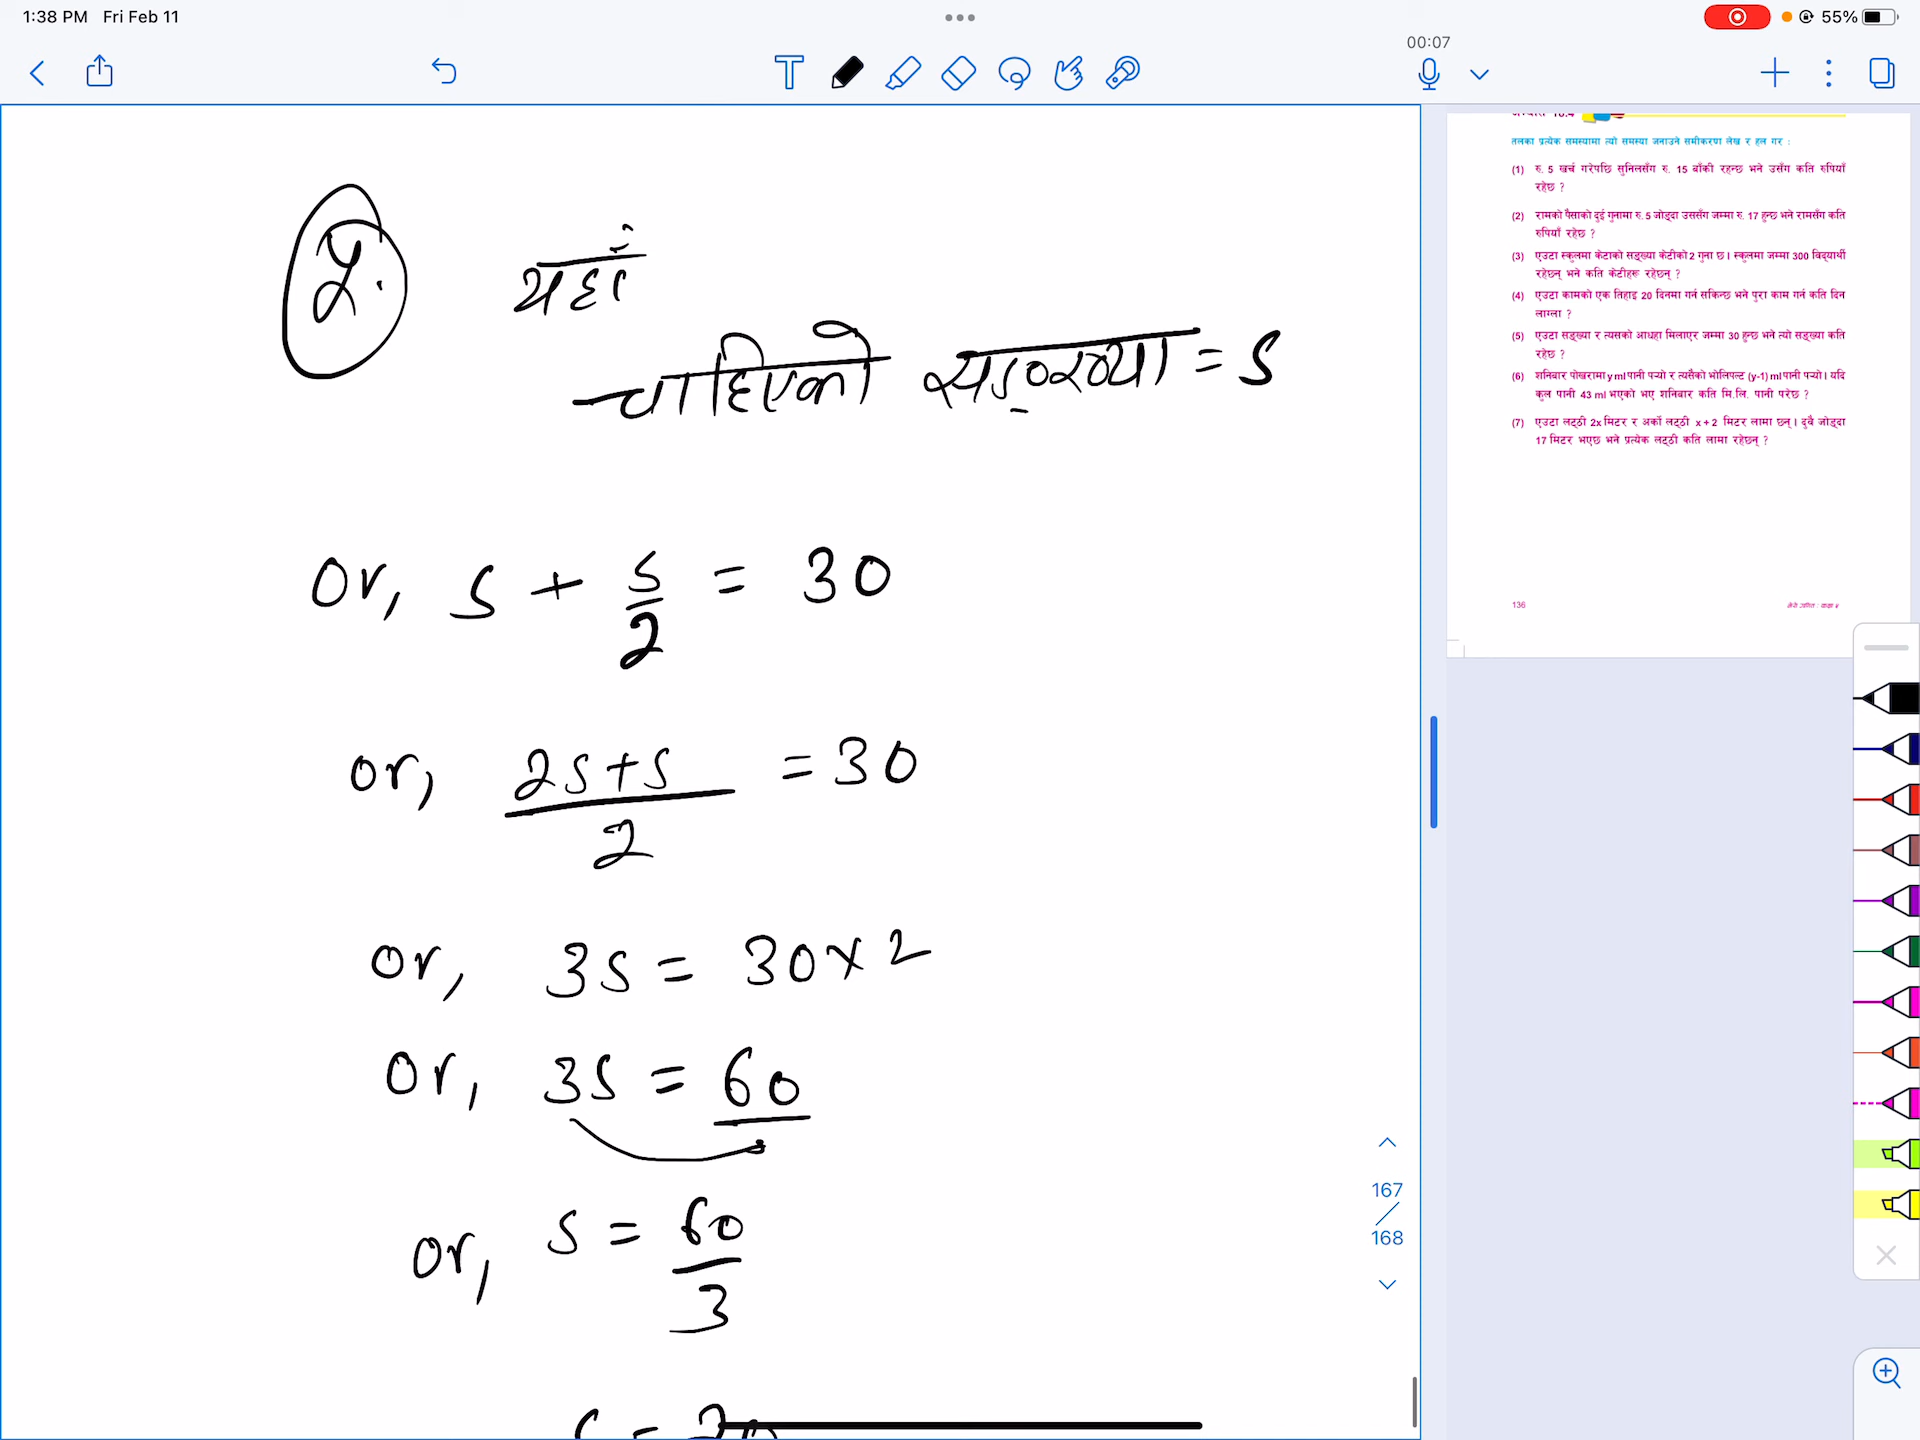 1:38 PM Fri Feb 11
55%
00:07
५.
यहाँ
चाहिएको सङ्ख्या = s
or, s + s/2 = 30
or, 2s+s/2 = 30
or, 3s = 30 x 2
or, 3s = 60
or, s = 60/3
167
168
तलका प्रत्येक समस्यामा त्यो समस्या जनाउने समीकरण लेख र हल गर :
(1) रु. 5 खर्च गरेपछि सुनिलसँग रु. 15 बाँकी रहन्छ भने उसँग कति रुपियाँ
रहेछ ?
(2) रामको पैसाको दुई गुनामा रु. 5 जोड्दा उससँग जम्मा रु. 17 हुन्छ भने रामसँग कति
रुपियाँ रहेछ ?
(3) एउटा स्कुलमा केटाको सङ्ख्या केटीको 2 गुना छ। स्कुलमा जम्मा 300 विद्यार्थी
रहेछन् भने कति केटीहरू रहेछन् ?
(4) एउटा कामको एक तिहाइ 20 दिनमा गर्न सकिन्छ भने पुरा काम गर्न कति दिन
लाग्ला ?
(5) एउटा सङ्ख्या र त्यसको आधा मिलाएर जम्मा 30 हुन्छ भने त्यो सङ्ख्या कति
रहेछ ?
(6) शनिबार पोखरामा y ml पानी पऱ्यो र त्यसैको भोलिपल्ट (y-1) ml पानी पऱ्यो। यदि
कुल पानी 43 ml भएको भए शनिबार कति मि.लि. पानी परेछ ?
(7) एउटा लट्ठी 2x मिटर र अर्को लट्ठी x + 2 मिटर लामा छन्। दुवै जोड्दा
17 मिटर भएछ भने प्रत्येक लट्ठी कति लामा रहेछन् ?
136